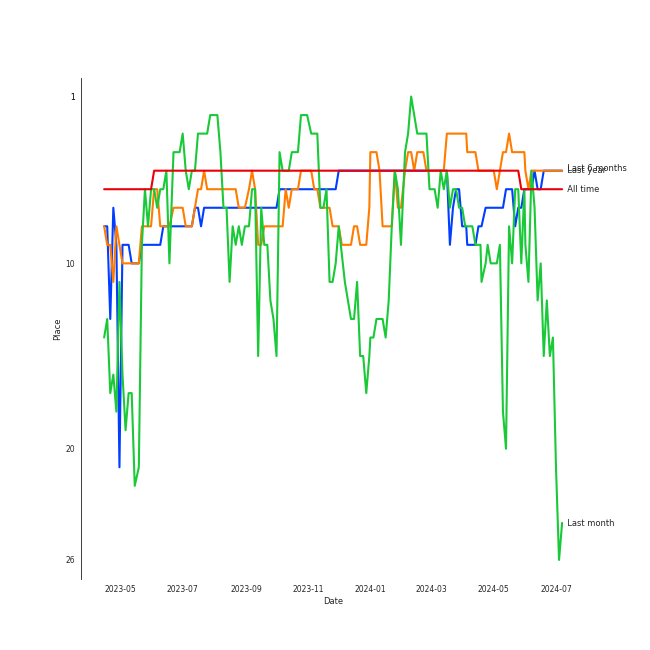 1
10
20
26
Place
2023-05
2023-07
2023-09
2023-11
2024-01
2024-03
2024-05
2024-07
Date
Last 6 months
Last year
All time
Last month